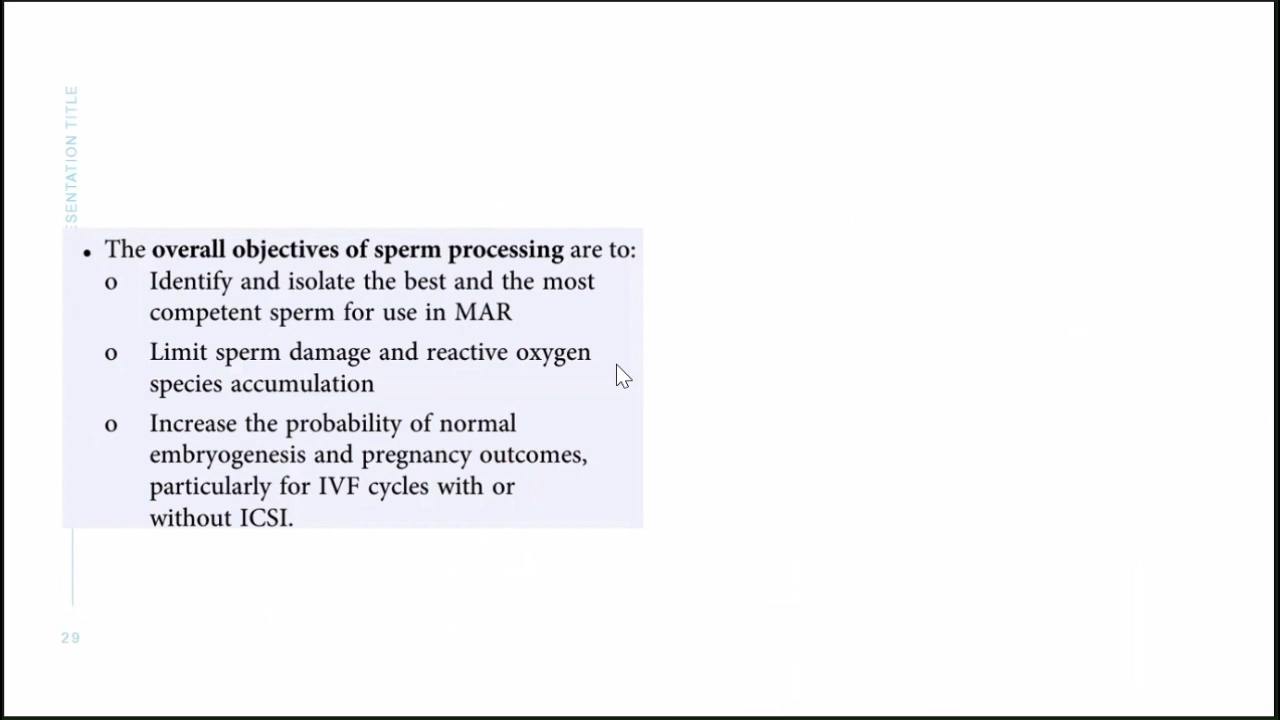 SENTATION TITLE
• The overall objectives of sperm processing are to:
o Identify and isolate the best and the most
competent sperm for use in MAR
o Limit sperm damage and reactive oxygen
species accumulation
o Increase the probability of normal
embryogenesis and pregnancy outcomes,
particularly for IVF cycles with or
without ICSI.
29